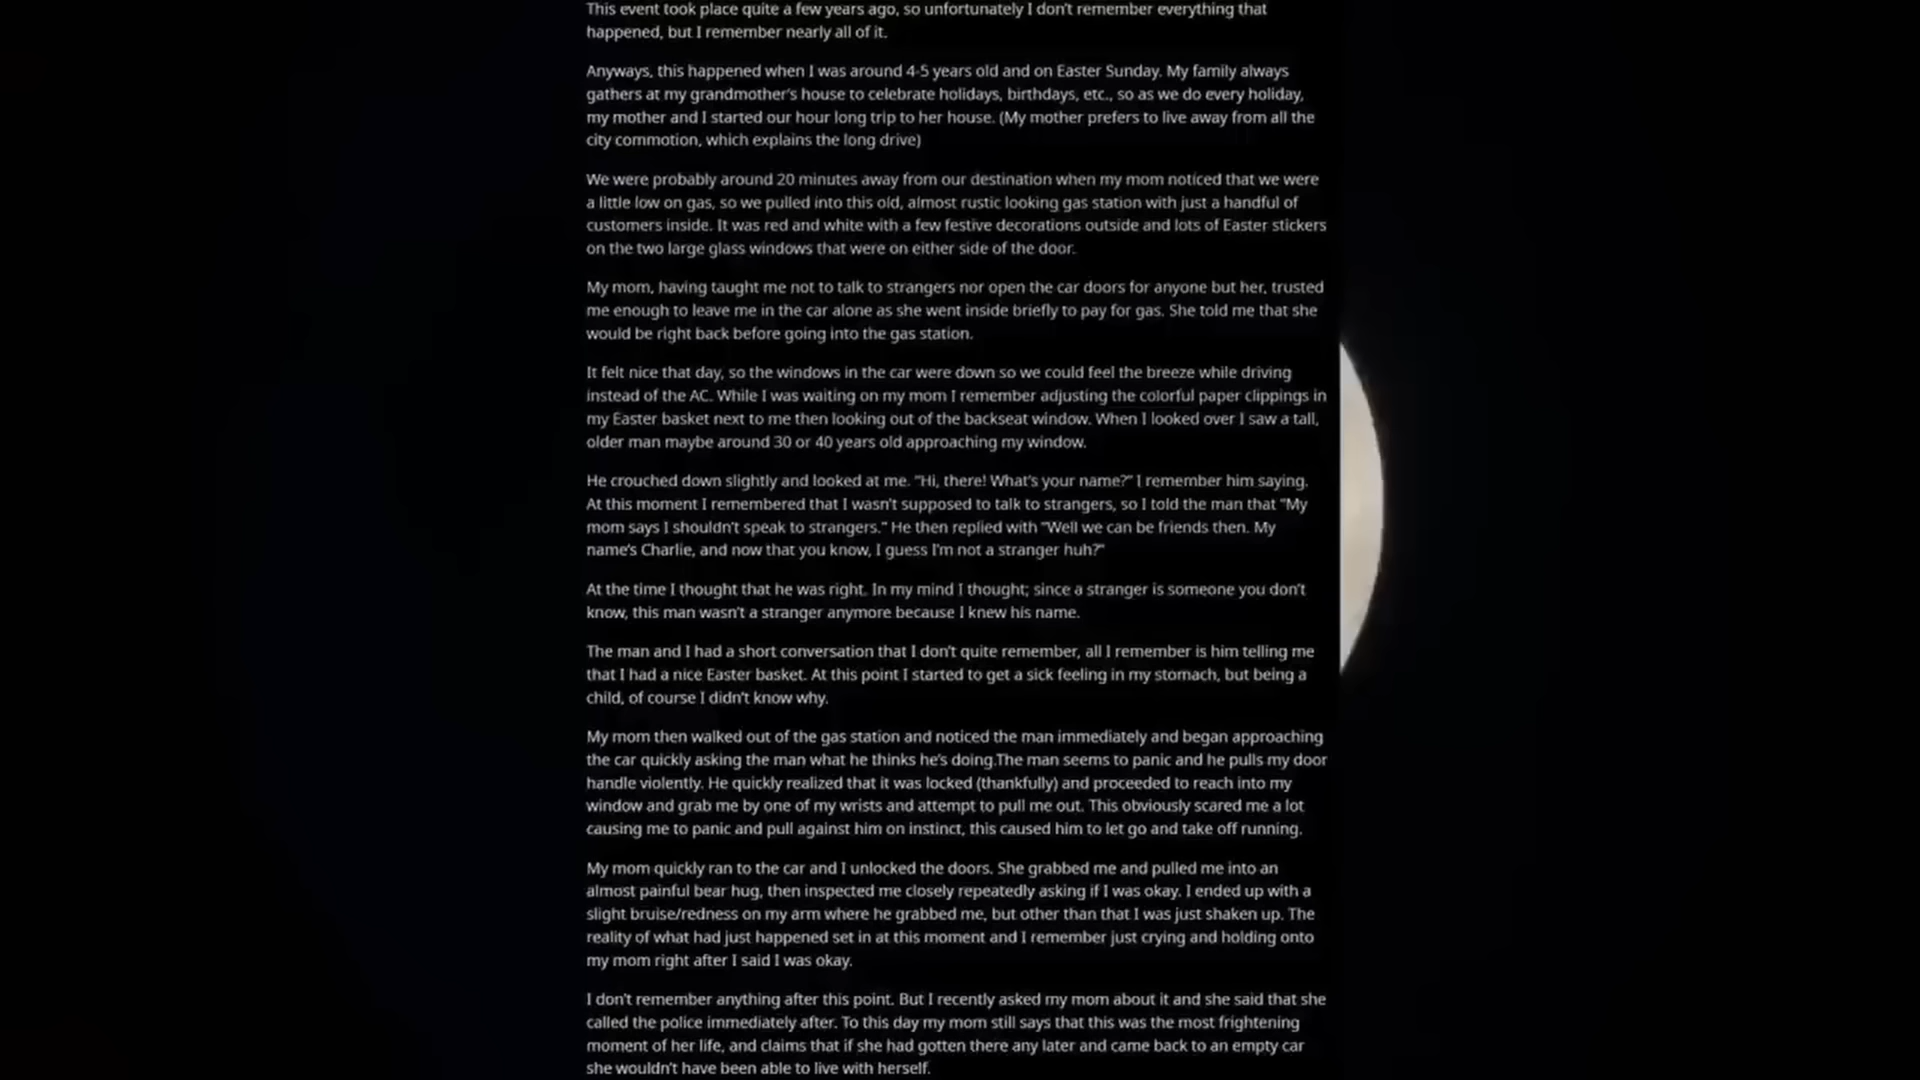 This event took place quite a few years ago, so unfortunately I don't remember everything that
happened, but I remember nearly all of it.
Anyways, this happened when I was around 4-5 years old and on Easter Sunday. My family always
gathers at my grandmother's house to celebrate holidays, birthdays, etc., so as we do every holiday,
my mother and I started our hour long trip to her house. (My mother prefers to live away from all the
city commotion, which explains the long drive)
We were probably around 20 minutes away from our destination when my mom noticed that we were
a little low on gas, so we pulled into this old, almost rustic looking gas station with just a handful of
customers inside. It was red and white with a few festive decorations outside and lots of Easter stickers
on the two large glass windows that were on either side of the door.
My mom, having taught me not to talk to strangers nor open the car doors for anyone but her, trusted
me enough to leave me in the car alone as she went inside briefly to pay for gas. She told me that she
would be right back before going into the gas station.
It felt nice that day, so the windows in the car were down so we could feel the breeze while driving
instead of the AC. While I was waiting on my mom I remember adjusting the colorful paper clippings in
my Easter basket next to me then looking out of the backseat window. When I looked over I saw a tall,
older man maybe around 30 or 40 years old approaching my window.
He crouched down slightly and looked at me. "Hi, there! What's your name?" I remember him saying.
At this moment I remembered that I wasn't supposed to talk to strangers, so I told the man that "My
mom says I shouldn't speak to strangers." He then replied with "Well we can be friends then. My
name's Charlie, and now that you know, I guess I'm not a stranger huh?"
At the time I thought that he was right. In my mind I thought; since a stranger is someone you don't
know, this man wasn't a stranger anymore because I knew his name.
The man and I had a short conversation that I don't quite remember, all I remember is him telling me
that I had a nice Easter basket. At this point I started to get a sick feeling in my stomach, but being a
child, of course I didn't know why.
My mom then walked out of the gas station and noticed the man immediately and began approaching
the car quickly asking the man what he thinks he's doing.The man seems to panic and he pulls my door
handle violently. He quickly realized that it was locked (thankfully) and proceeded to reach into my
window and grab me by one of my wrists and attempt to pull me out. This obviously scared me a lot
causing me to panic and pull against him on instinct, this caused him to let go and take off running.
My mom quickly ran to the car and I unlocked the doors. She grabbed me and pulled me into an
almost painful bear hug, then inspected me closely repeatedly asking if I was okay. I ended up with a
slight bruise/redness on my arm where he grabbed me, but other than that I was just shaken up. The
reality of what had just happened set in at this moment and I remember just crying and holding onto
my mom right after I said I was okay.
I don't remember anything after this point. But I recently asked my mom about it and she said that she
called the police immediately after. To this day my mom still says that this was the most frightening
moment of her life, and claims that if she had gotten there any later and came back to an empty car
she wouldn't have been able to live with herself.